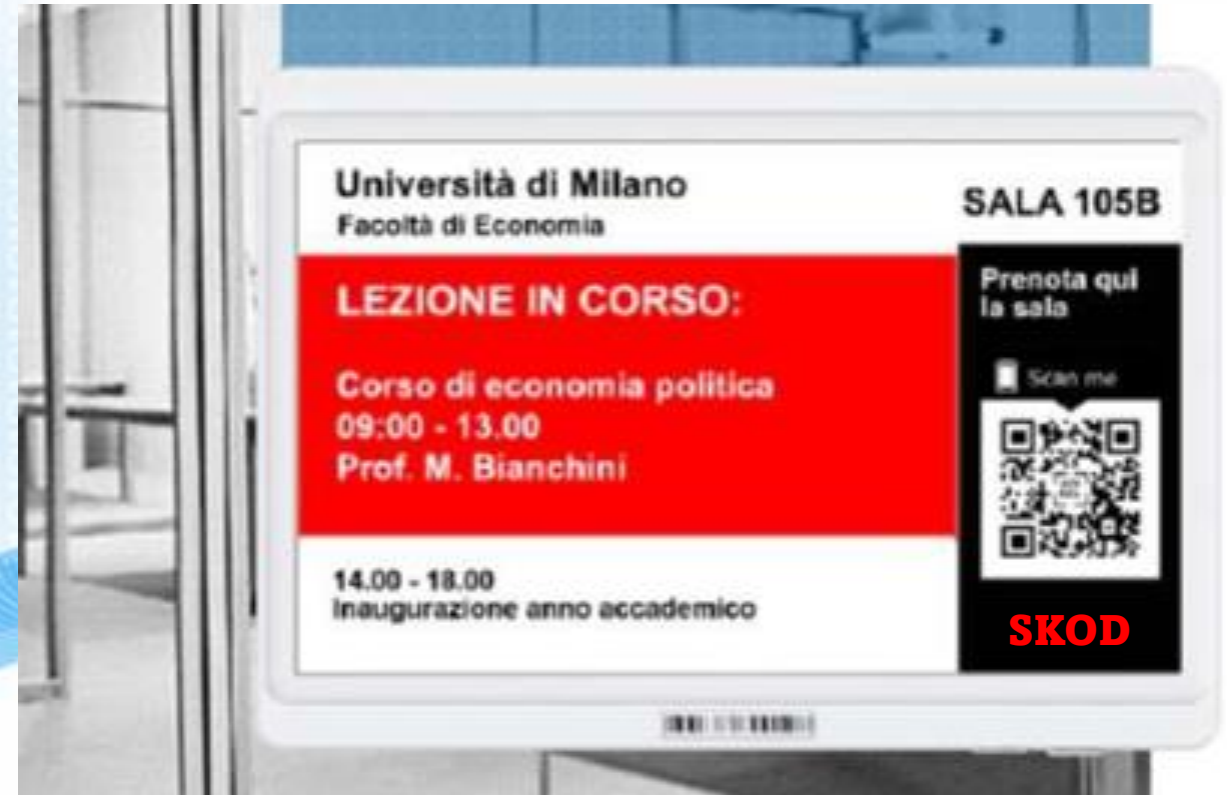 Università di Milano
Facoltà di Economia
SALA 105B
LEZIONE IN CORSO:
Corso di economia politica
09:00 - 13.00
Prof. M. Bianchini
14.00 - 18.00
Inaugurazione anno accademico
Prenota qui
la sala
Scan me
SKOD